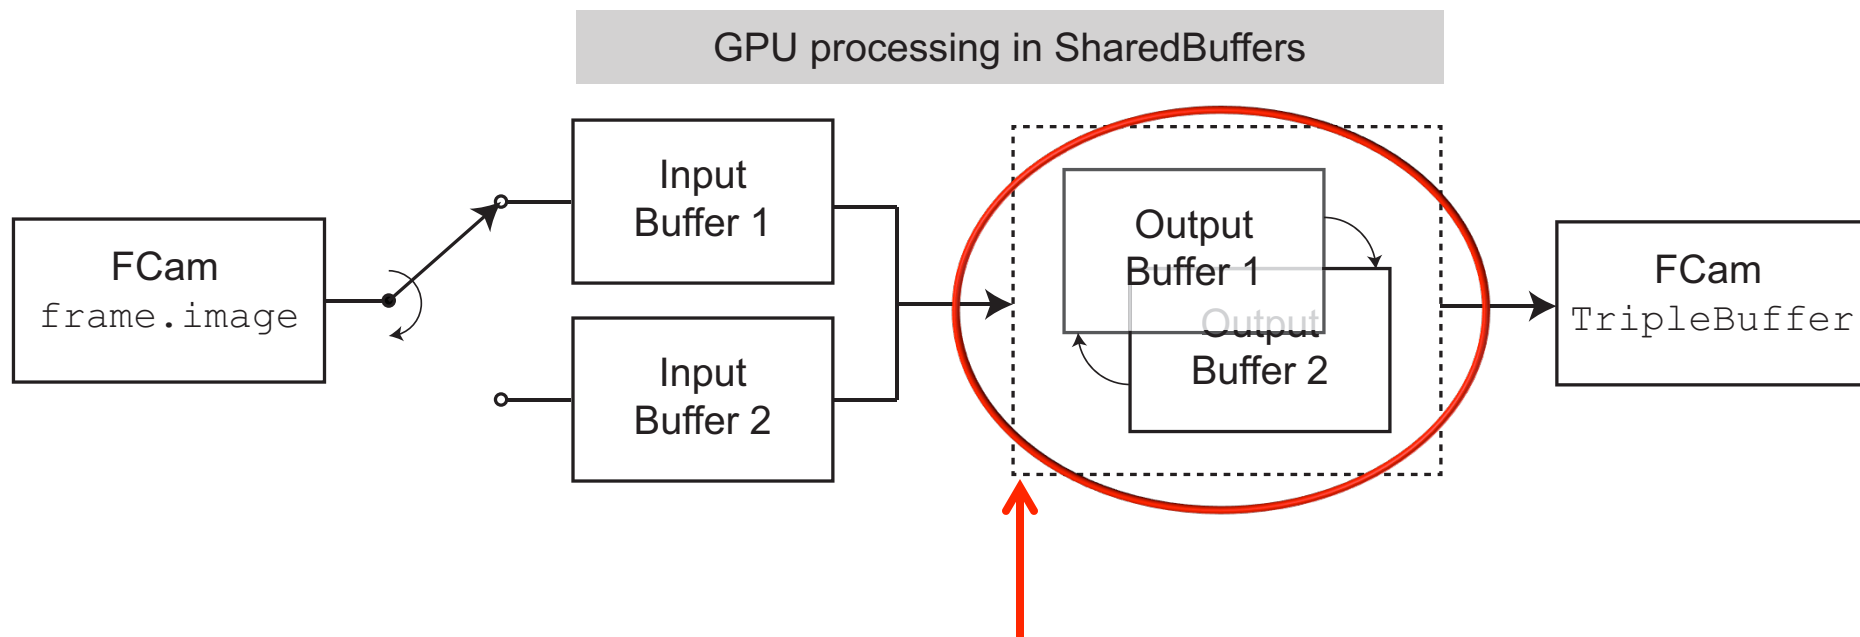 GPU processing in SharedBuffers
FCam
frame.image
Input
Buffer 1
Input
Buffer 2
Output
Buffer 1
Output
Buffer 2
FCam
TripleBuffer